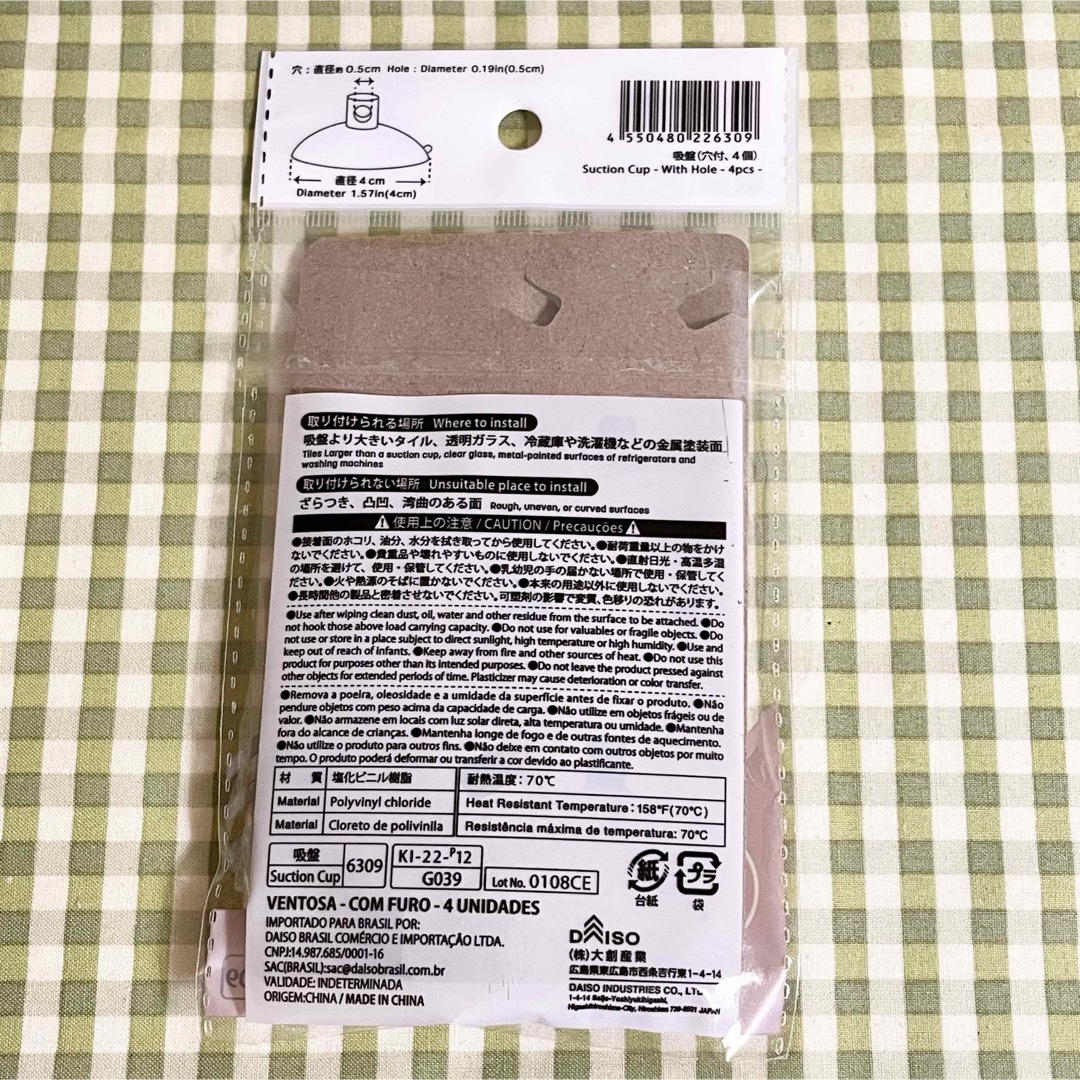 穴：直径約0.5cm Hole : Diameter 0.19in(0.5cm)
直径4cm
Diameter 1.57in(4cm)
4 550480 226309
吸盤(穴付、4個)
Suction Cup - With Hole - 4pcs -
取り付けられる場所 Where to install
吸盤より大きいタイル、透明ガラス、冷蔵庫や洗濯機などの金属塗装面
Tiles Larger than a suction cup, clear glass, metal-painted surfaces of refrigerators and
washing machines
取り付けられない場所 Unsuitable place to install
ざらつき、凸凹、湾曲のある面 Rough, uneven, or curved surfaces
使用上の注意 / CAUTION / Precauções
●接着面のホコリ、油分、水分を拭き取ってから使用してください。●耐荷重量以上の物をかけ
ないでください。●貴重品や壊れやすいものに使用しないでください。●直射日光・高温多湿
の場所を避けて、使用・保管してください。●乳幼児の手の届かない場所で使用・保管してく
ださい。●火や熱源のそばに置かないでください。●本来の用途以外に使用しないでください。
●長時間他の製品と密着させないでください。可塑剤の影響で変質、色移りの恐れがあります。
●Use after wiping clean dust, oil, water and other residue from the surface to be attached. ●Do
not hook those above load carrying capacity. ●Do not use for valuables or fragile objects. ●Do
not use or store in a place subject to direct sunlight, high temperature or high humidity. ●Use and
keep out of reach of infants. ●Keep away from fire and other sources of heat. ●Do not use this
product for purposes other than its intended purposes. ●Do not leave the product pressed against
other objects for extended periods of time. Plasticizer may cause deterioration or color transfer.
●Remova a poeira, oleosidade e a umidade da superfície antes de fixar o produto. ●Não
pendure objetos com peso acima da capacidade de carga. ●Não utilize em objetos frágeis ou de
valor. ●Não armazene em locais com luz solar direta, alta temperatura ou umidade. ●Mantenha
fora do alcance de crianças. ●Mantenha longe de fogo e de outras fontes de aquecimento.
●Não utilize o produto para outros fins. ●Não deixe em contato com outros objetos por muito
tempo. O produto poderá deformar ou transferir a cor devido ao plastificante.
材 質 塩化ビニル樹脂 耐熱温度：70℃
Material Polyvinyl chloride Heat Resistant Temperature : 158°F(70℃)
Material Cloreto de polivinila Resistência máxima de temperatura: 70℃
吸盤 6309 KI-22-P12
Suction Cup G039 Lot No. 0108CE
紙 プラ
台紙 袋
VENTOSA - COM FURO - 4 UNIDADES
IMPORTADO PARA BRASIL POR:
DAISO BRASIL COMÉRCIO E IMPORTAÇÃO LTDA.
CNPJ:14.987.685/0001-16
SAC(BRASIL):sac@daisobrasil.com.br
VALIDADE: INDETERMINADA
ORIGEM:CHINA / MADE IN CHINA
DAISO
(株)大創産業
広島県東広島市西条吉行東1-4-14
DAISO INDUSTRIES CO., LTD.
1-4-14 Saijo-Yoshiyukihigashi,
Higashihiroshima-City, Hiroshima 739-8501 JAPAN